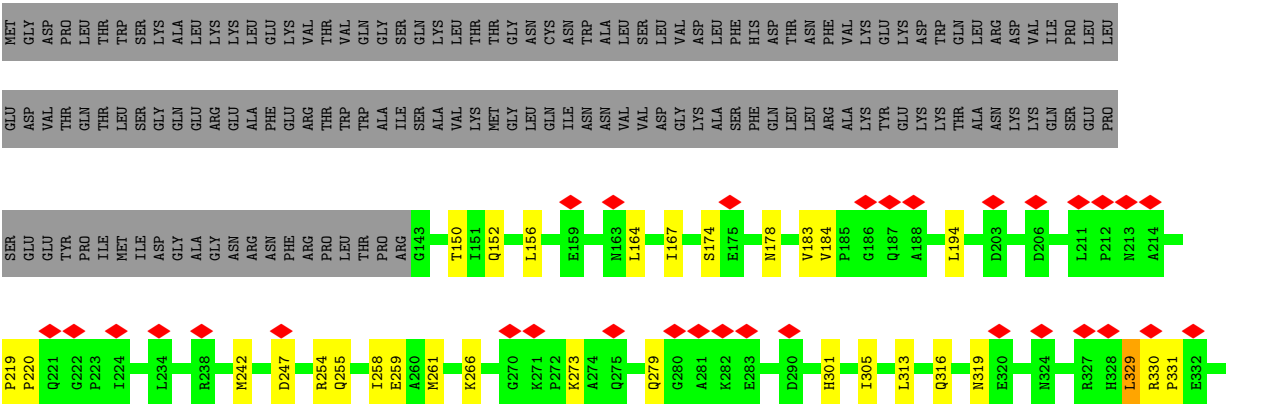 MET GLY ASP PRO LEU THR TRP SER LYS ALA LEU LYS LYS LEU GLU LYS VAL THR VAL GLN GLY SER GLN LYS LEU THR THR GLY ASN CYS ASN TRP ALA LEU SER LEU VAL ASP LEU PHE HIS ASP THR ASN PHE VAL LYS GLU LYS ASP TRP GLN LEU ARG ASP VAL ILE PRO LEU LEU
GLU ASP VAL THR GLN THR LEU SER GLY GLN GLU ARG GLU ALA PHE GLU ARG THR TRP TRP ALA ILE SER ALA VAL LYS MET GLY LEU GLN ILE ASN ASN VAL VAL ASP GLY LYS ALA SER PHE GLN LEU LEU ARG ALA LYS TYR GLU LYS LYS THR ALA ASN LYS LYS GLN SER GLU PRO
SER GLU GLU TYR PRO ILE MET ILE ASP GLY ALA GLY ASN ARG ASN PHE ARG PRO LEU THR PRO ARG G143 T150 I151 Q152 L156 E159 N163 L164 I167 S174 E175 N178 V183 V184 P185 G186 Q187 A188 L194 D203 D206 L211 P212 N213 A214
P219 P220 Q221 G222 P223 I224 L234 R238 M242 D247 R254 Q255 I258 E259 A260 M261 K266 G270 K271 P272 K273 A274 Q275 Q279 G280 A281 K282 E283 D290 H301 I305 L313 Q316 N319 E320 N324 R327 H328 L329 R330 P331 E332